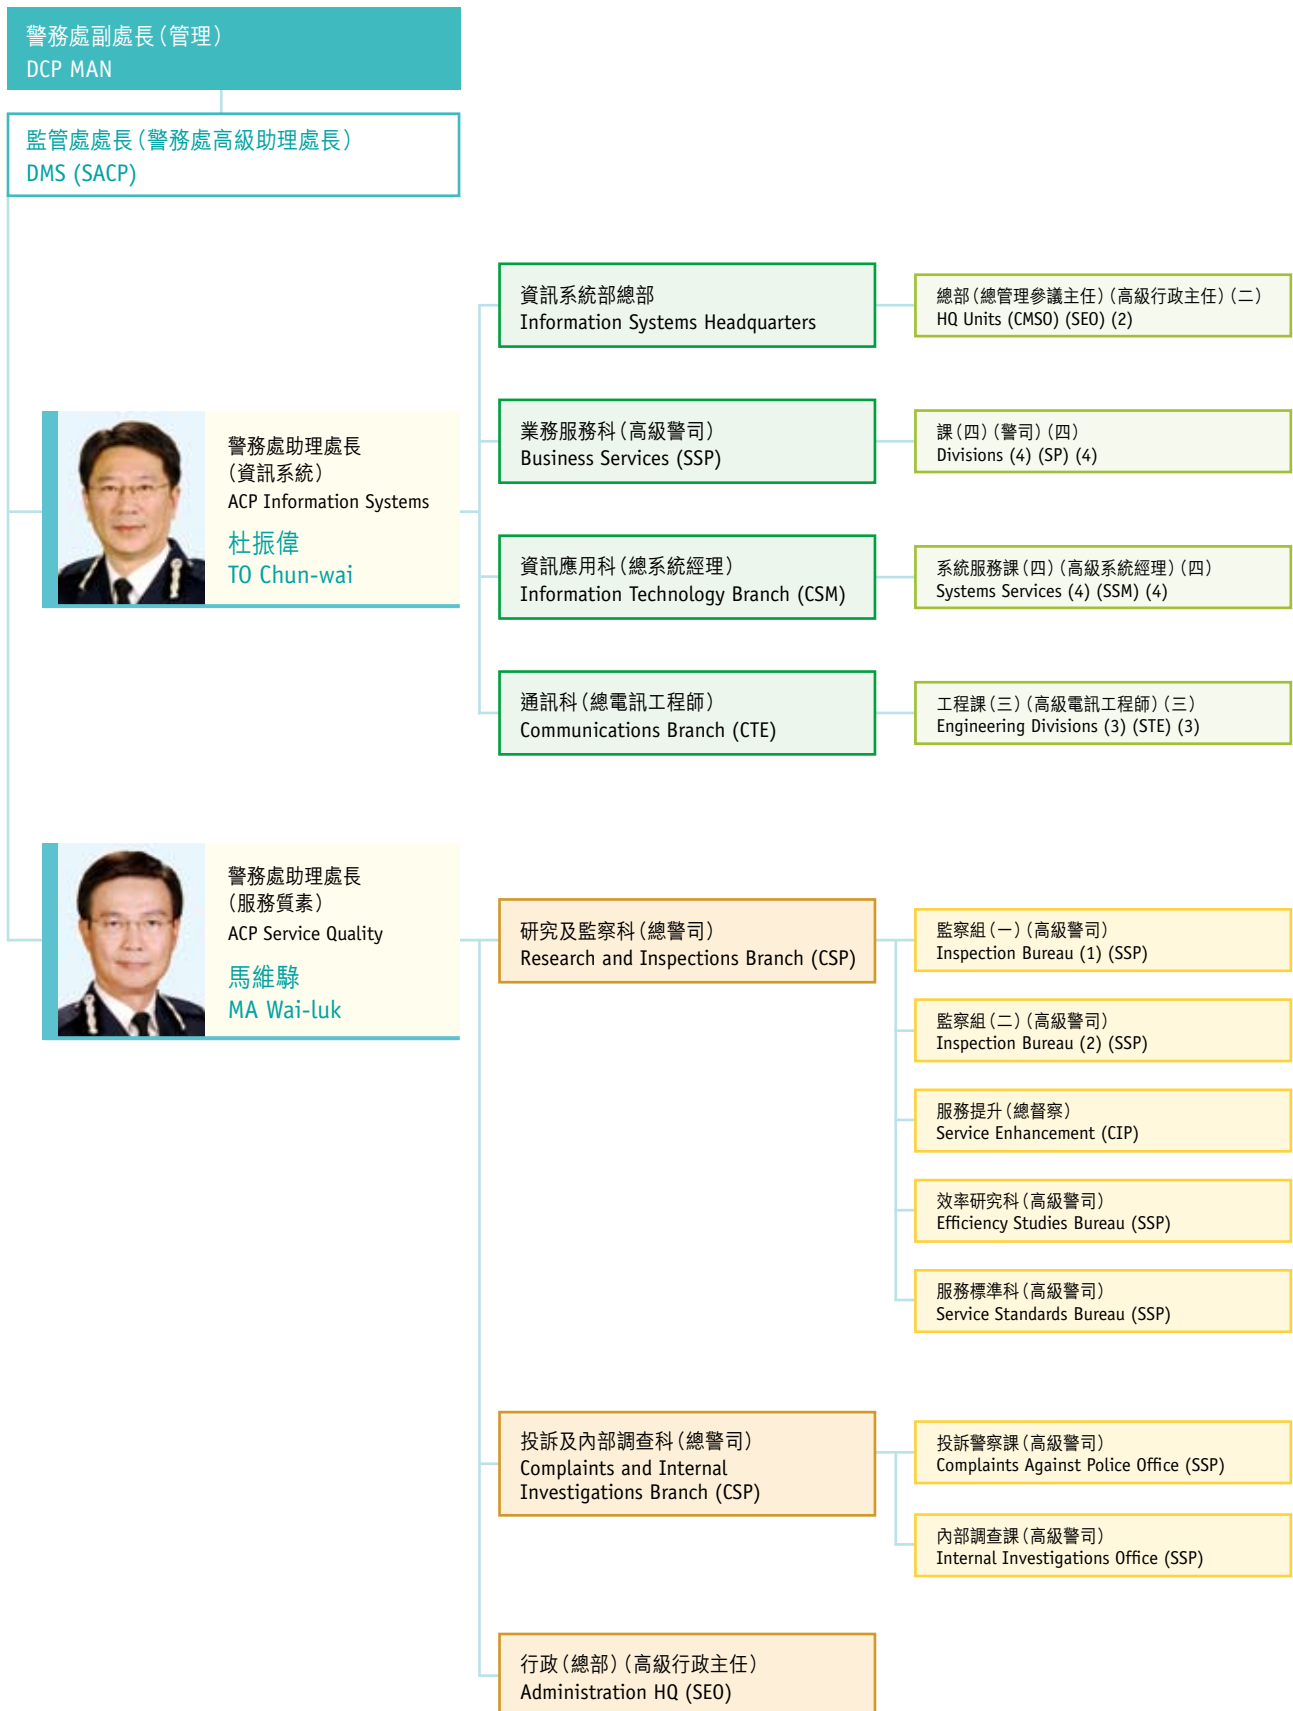 警務處副處長(管理)
DCP MAN
監管處處長(警務處高級助理處長)
DMS (SACP)
資訊系統部總部
Information Systems Headquarters
總部(總管理參議主任)(高級行政主任)(二)
HQ Units (CMSO) (SEO) (2)
業務服務科(高級警司)
Business Services (SSP)
課(四)(警司)(四)
Divisions (4) (SP) (4)
警務處助理處長
(資訊系統)
ACP Information Systems
杜振偉
TO Chun-wai
資訊應用科(總系統經理)
Information Technology Branch (CSM)
系統服務課(四)(高級系統經理)(四)
Systems Services (4) (SSM) (4)
通訊科(總電訊工程師)
Communications Branch (CTE)
工程課(三)(高級電訊工程師)(三)
Engineering Divisions (3) (STE) (3)
警務處助理處長
(服務質素)
ACP Service Quality
馬維騄
MA Wai-luk
研究及監察科(總警司)
Research and Inspections Branch (CSP)
監察組(一)(高級警司)
Inspection Bureau (1) (SSP)
監察組(二)(高級警司)
Inspection Bureau (2) (SSP)
服務提升(總督察)
Service Enhancement (CIP)
效率研究科(高級警司)
Efficiency Studies Bureau (SSP)
服務標準科(高級警司)
Service Standards Bureau (SSP)
投訴及內部調查科(總警司)
Complaints and Internal
Investigations Branch (CSP)
投訴警察課(高級警司)
Complaints Against Police Office (SSP)
內部調查課(高級警司)
Internal Investigations Office (SSP)
行政(總部)(高級行政主任)
Administration HQ (SEO)